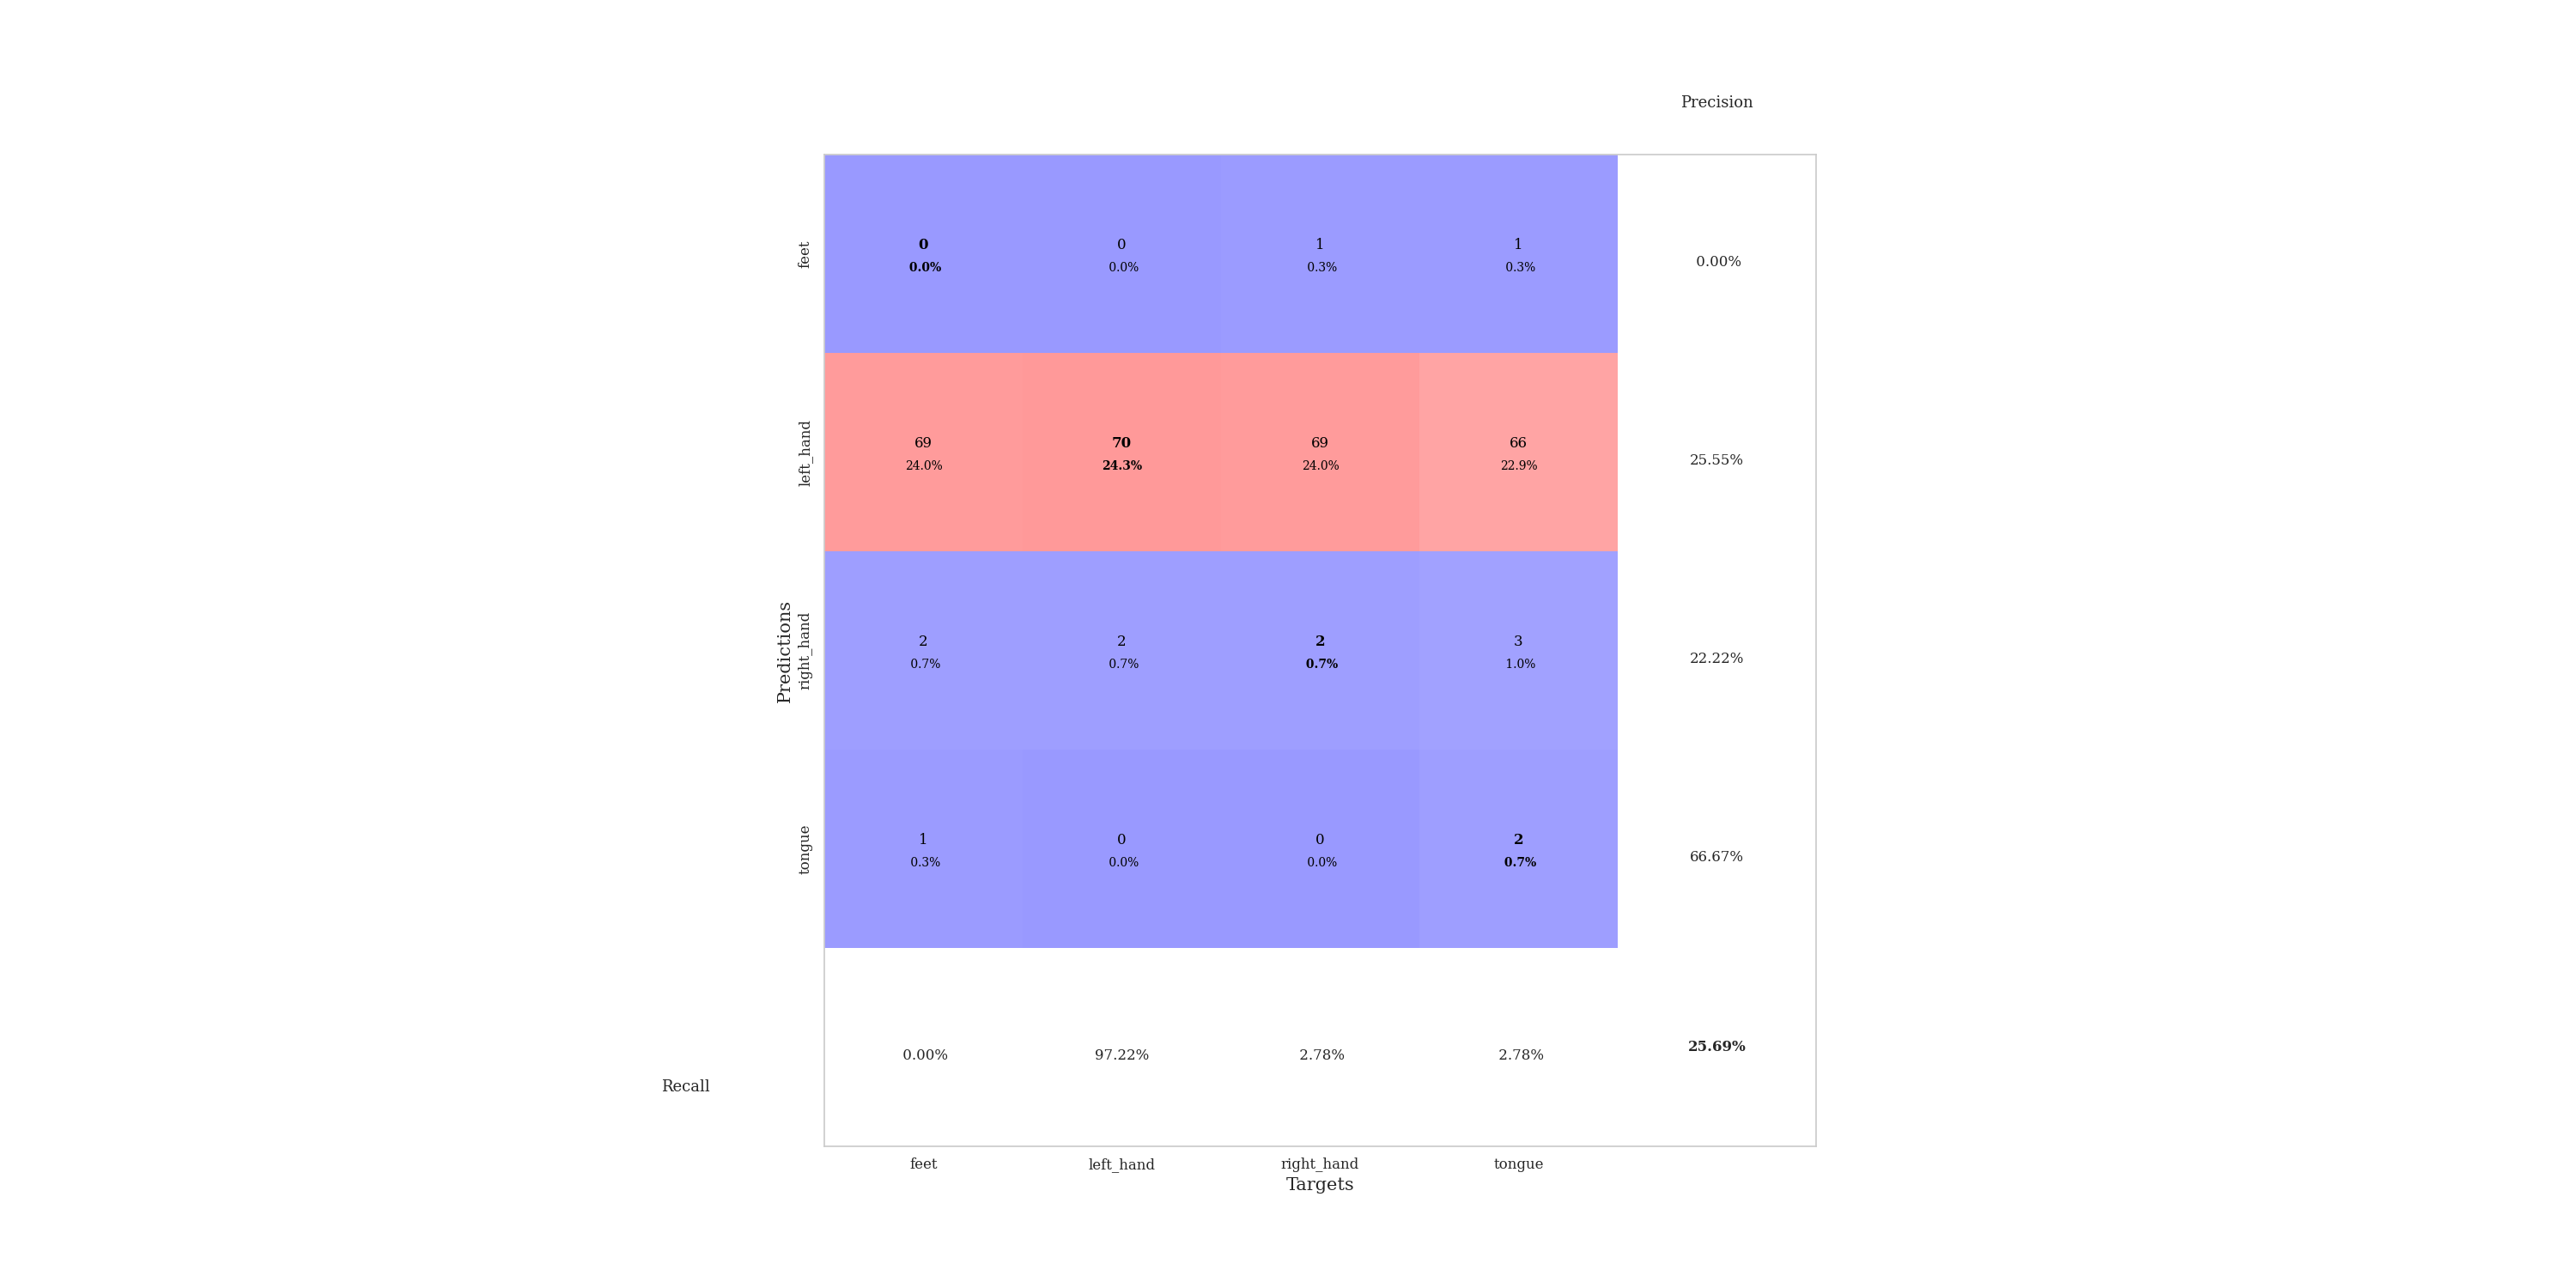 Precision
feet
0 0 1 1
0.0% 0.0% 0.3% 0.3%
0.00%
left_hand
69 70 69 66
24.0% 24.3% 24.0% 22.9%
25.55%
Predictions
right_hand
2 2 2 3
0.7% 0.7% 0.7% 1.0%
22.22%
tongue
1 0 0 2
0.3% 0.0% 0.0% 0.7%
66.67%
0.00% 97.22% 2.78% 2.78% 25.69%
Recall
feet left_hand right_hand tongue
Targets